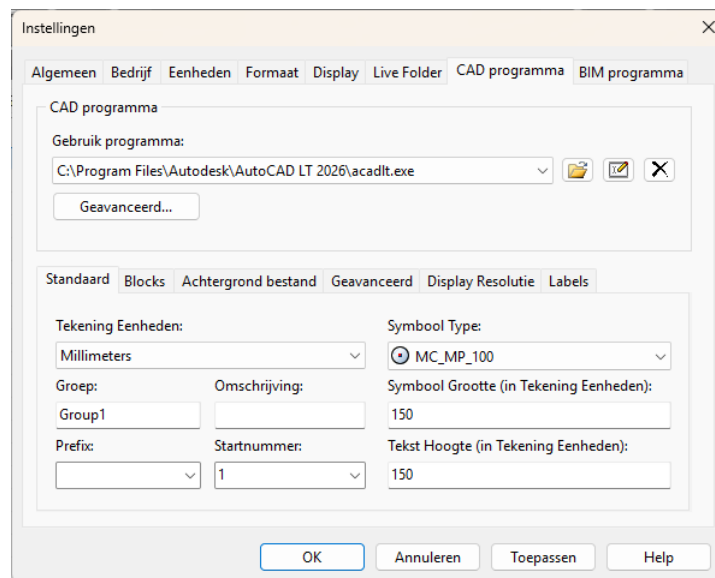 Instellingen
Algemeen Bedrijf Eenheden Formaat Display Live Folder CAD programma BIM programma
CAD programma
Gebruik programma:
C:\Program Files\Autodesk\AutoCAD LT 2026\acadlt.exe
Geavanceerd...
Standaard Blocks Achtergrond bestand Geavanceerd Display Resolutie Labels
Tekening Eenheden: Symbool Type:
Millimeters MC_MP_100
Groep: Omschrijving: Symbool Grootte (in Tekening Eenheden):
Group1 150
Prefix: Startnummer: Tekst Hoogte (in Tekening Eenheden):
1 150
OK Annuleren Toepassen Help